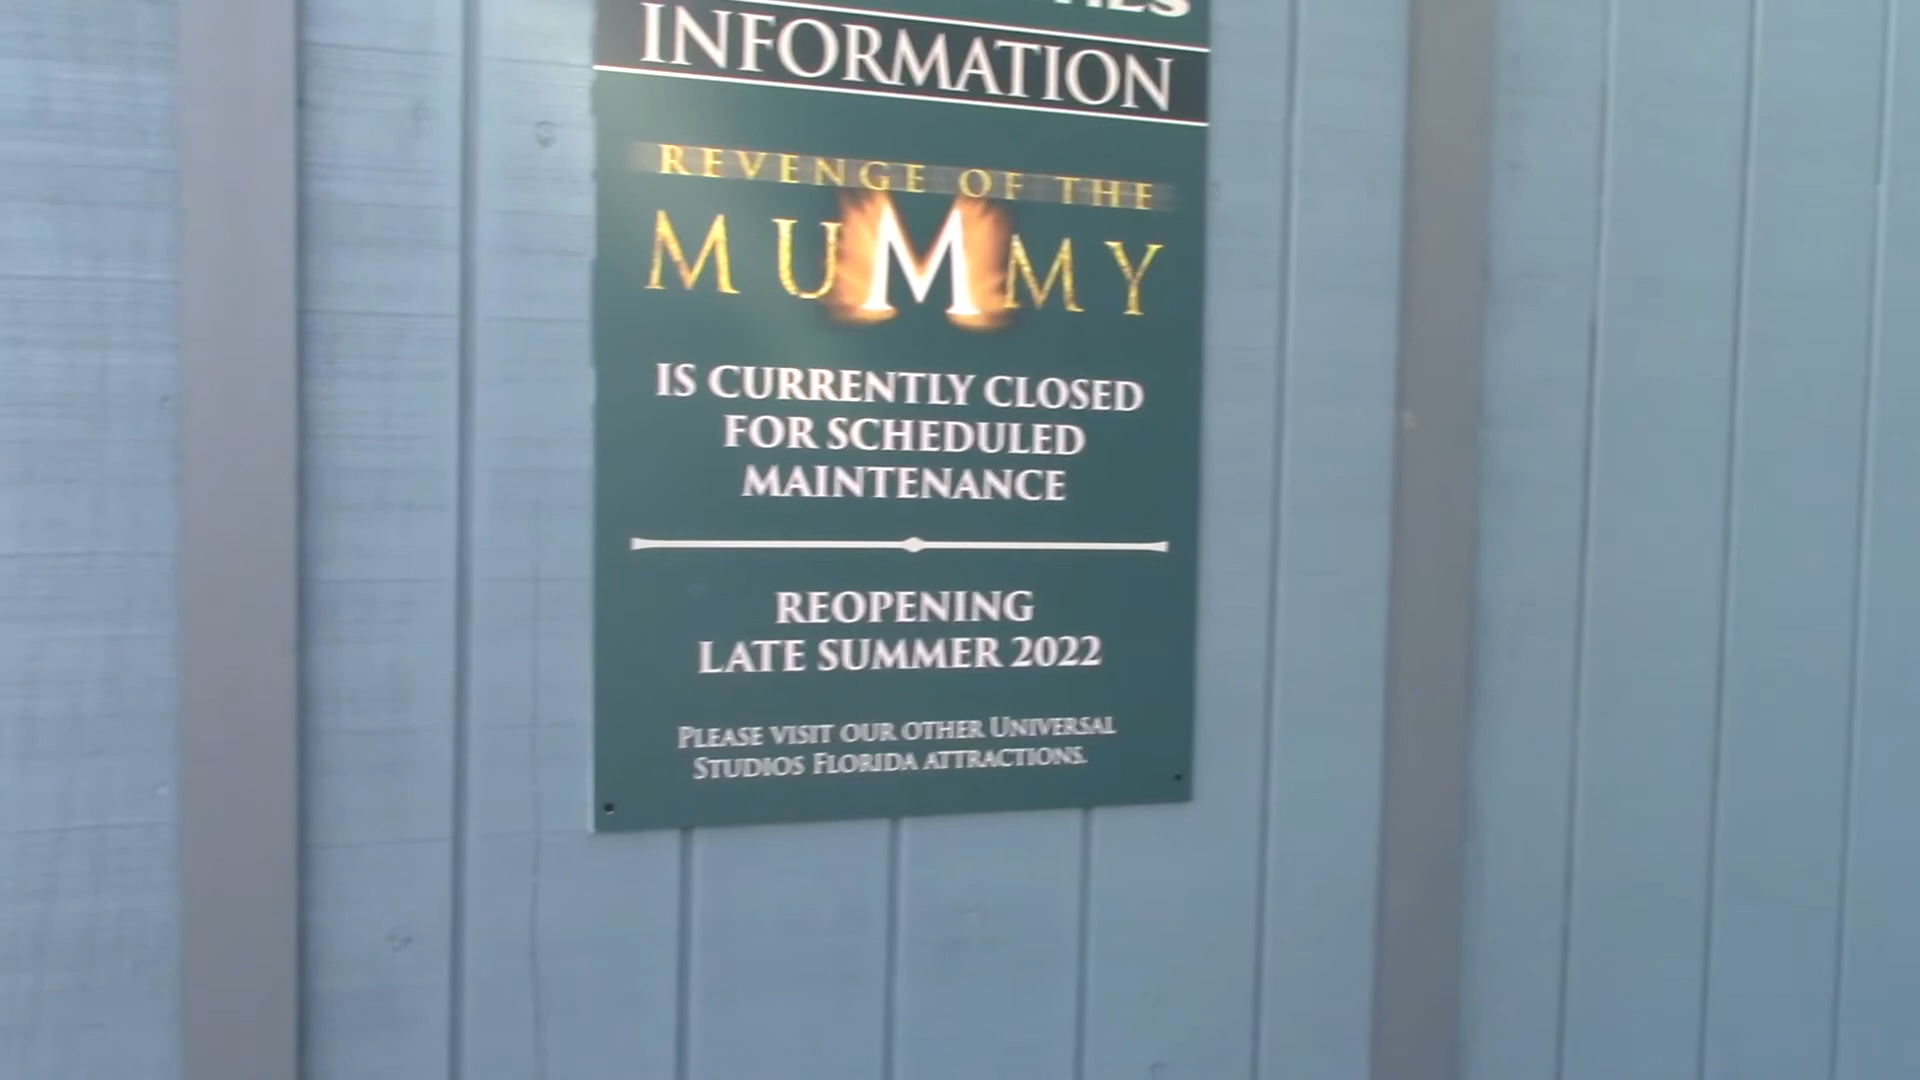 INFORMATION
REVENGE OF THE
MUMMY
IS CURRENTLY CLOSED
FOR SCHEDULED
MAINTENANCE
REOPENING
LATE SUMMER 2022
PLEASE VISIT OUR OTHER UNIVERSAL
STUDIOS FLORIDA ATTRACTIONS.